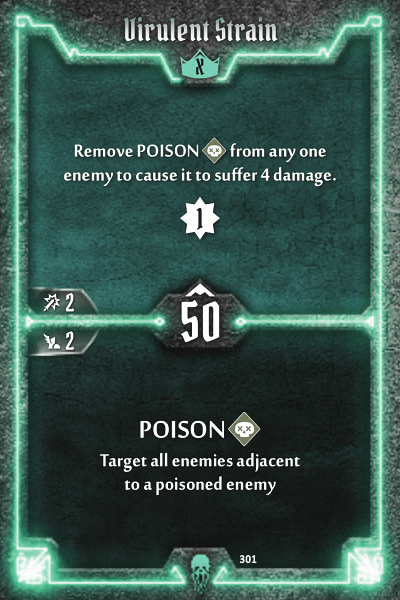 Virulent Strain
X
Remove POISON from any one
enemy to cause it to suffer 4 damage.
1
2
50
2
POISON
Target all enemies adjacent
to a poisoned enemy
301